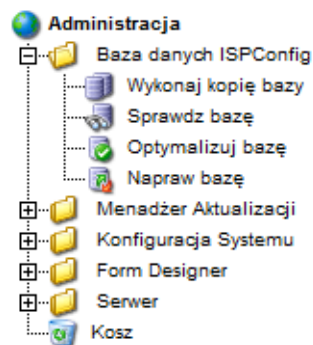 Administracja
Baza danych ISPConfig
Wykonaj kopię bazy
Sprawdz bazę
Optymalizuj bazę
Napraw bazę
Menadżer Aktualizacji
Konfiguracja Systemu
Form Designer
Serwer
Kosz